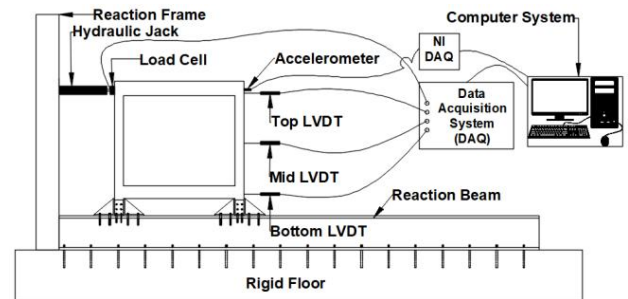 Reaction Frame
Hydraulic Jack
Load Cell
Accelerometer
NI
DAQ
Computer System
Data
Acquisition
System
(DAQ)
Top LVDT
Mid LVDT
Reaction Beam
Bottom LVDT
Rigid Floor